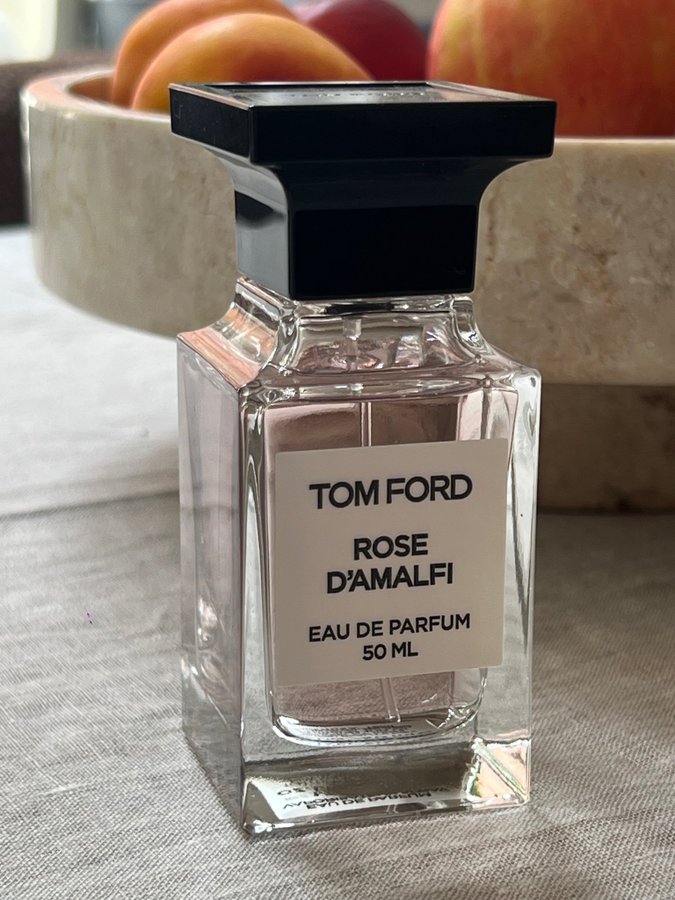 TOM FORD
ROSE
D'AMALFI
EAU DE PARFUM
50 ML